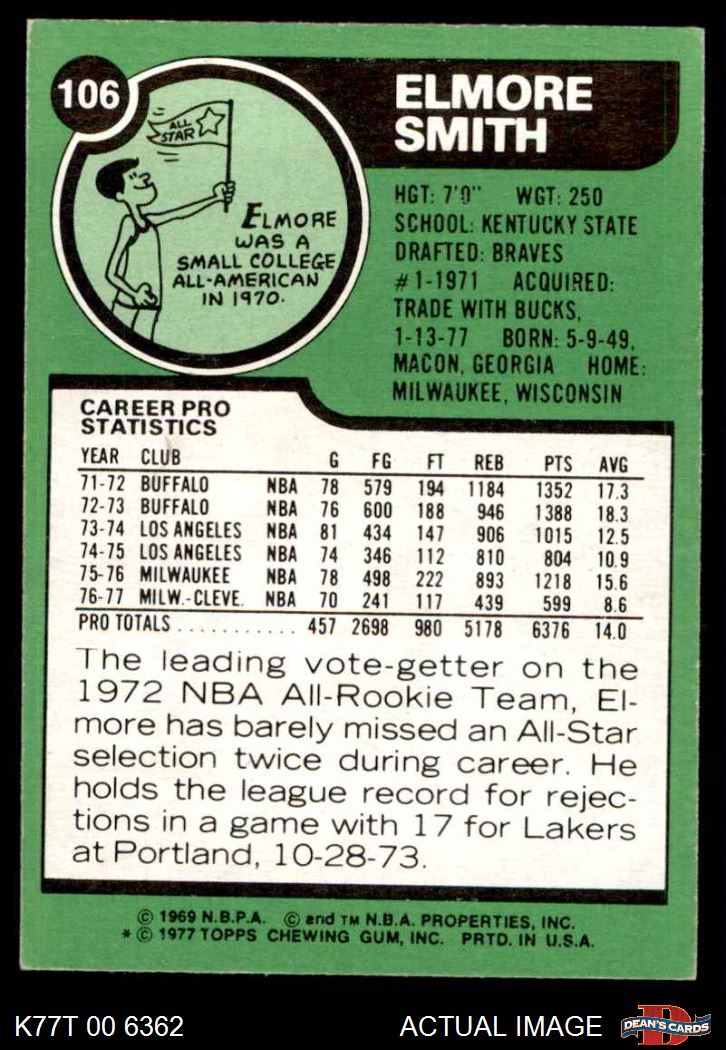 106
ELMORE
SMITH
ALL
STAR
ELMORE
WAS A
SMALL COLLEGE
ALL-AMERICAN
IN 1970.
HGT: 7'0" WGT: 250
SCHOOL: KENTUCKY STATE
DRAFTED: BRAVES
#1-1971 ACQUIRED:
TRADE WITH BUCKS,
1-13-77 BORN: 5-9-49,
MACON, GEORGIA HOME:
MILWAUKEE, WISCONSIN
CAREER PRO
STATISTICS
YEAR CLUB G FG FT REB PTS AVG
71-72 BUFFALO NBA 78 579 194 1184 1352 17.3
72-73 BUFFALO NBA 76 600 188 946 1388 18.3
73-74 LOS ANGELES NBA 81 434 147 906 1015 12.5
74-75 LOS ANGELES NBA 74 346 112 810 804 10.9
75-76 MILWAUKEE NBA 78 498 222 893 1218 15.6
76-77 MILW.-CLEVE. NBA 70 241 117 439 599 8.6
PRO TOTALS........... 457 2698 980 5178 6376 14.0
The leading vote-getter on the
1972 NBA All-Rookie Team, El-
more has barely missed an All-Star
selection twice during career. He
holds the league record for rejec-
tions in a game with 17 for Lakers
at Portland, 10-28-73.
© 1969 N.B.P.A. © and TM N.B.A. PROPERTIES, INC.
* © 1977 TOPPS CHEWING GUM, INC. PRTD. IN U.S.A.
K77T 00 6362 ACTUAL IMAGE
D
DEAN'S CARDS